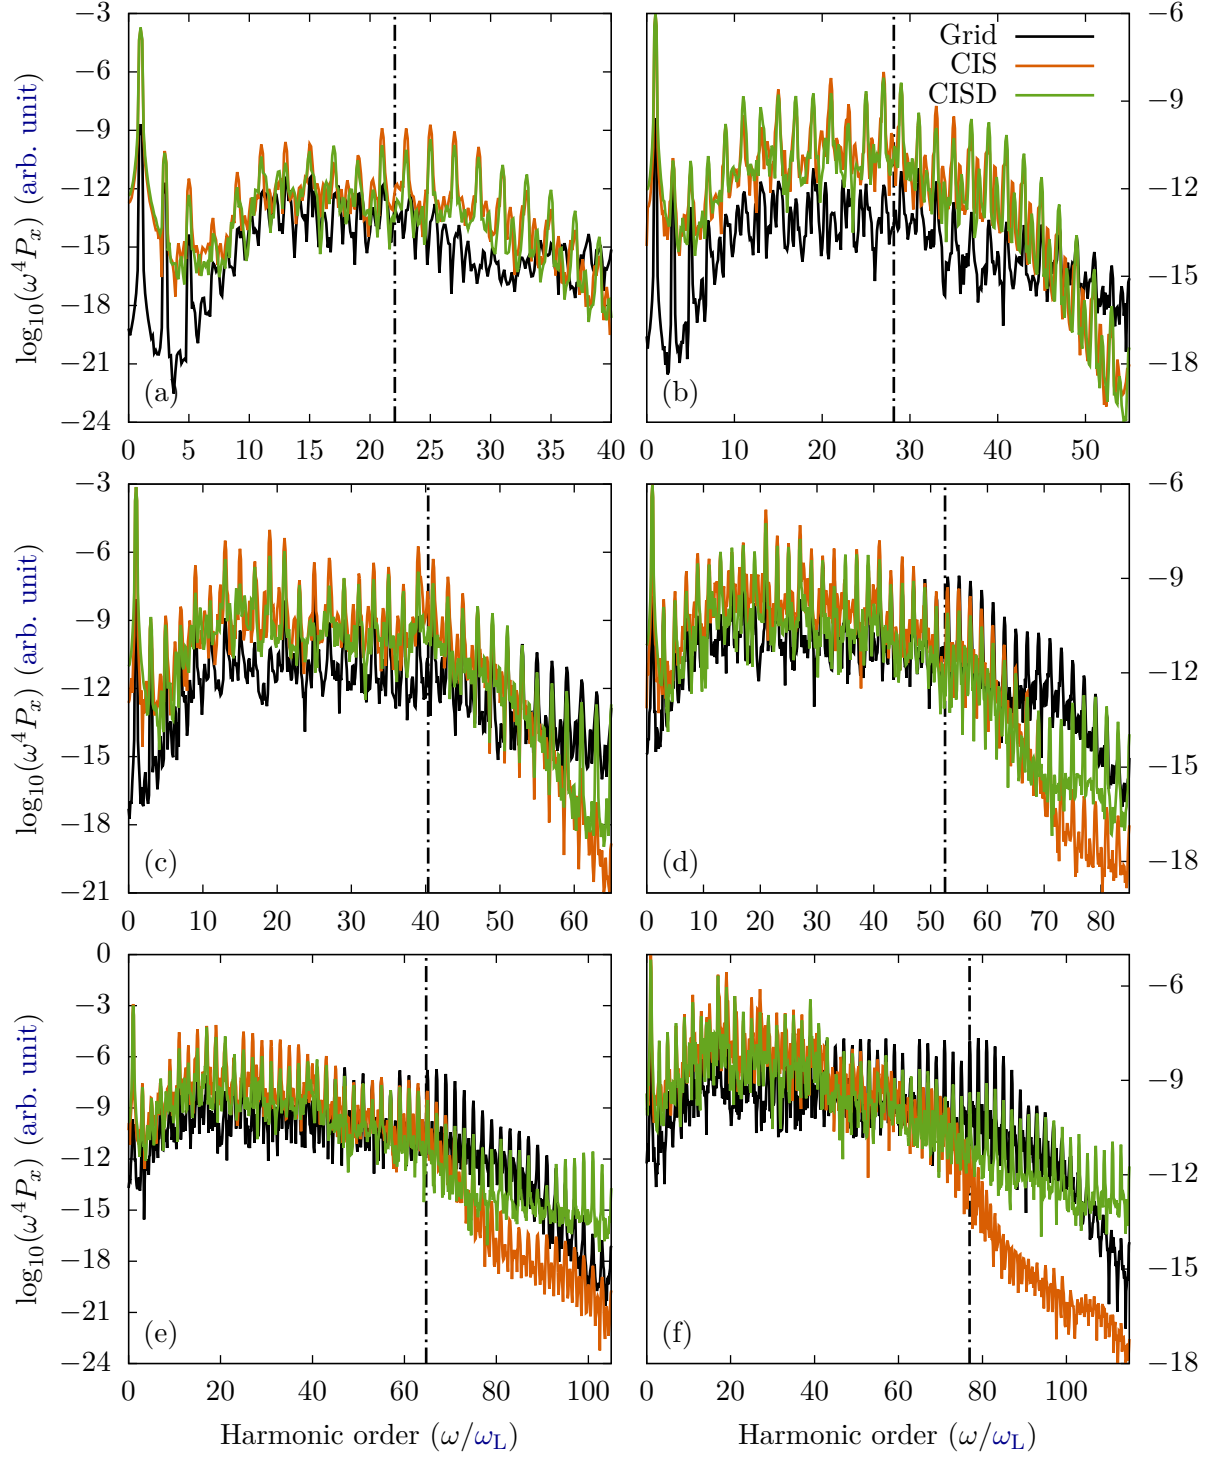 −3
−6
−9
−12
−15
−18
−21
−24
log10(ω⁴Pₓ) (arb. unit)
(a)
0 5 10 15 20 25 30 35 40
Grid
CIS
CISD
−6
−9
−12
−15
−18
(b)
0 10 20 30 40 50
−3
−6
−9
−12
−15
−18
−21
log10(ω⁴Pₓ) (arb. unit)
(c)
0 10 20 30 40 50 60
−6
−9
−12
−15
−18
(d)
0 10 20 30 40 50 60 70 80
0
−3
−6
−9
−12
−15
−18
−21
−24
log10(ω⁴Pₓ) (arb. unit)
(e)
0 20 40 60 80 100
Harmonic order (ω/ωL)
−6
−9
−12
−15
−18
(f)
0 20 40 60 80 100
Harmonic order (ω/ωL)